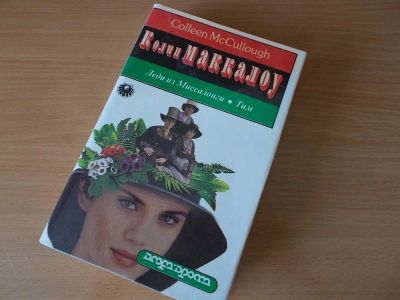 Colleen McCullough
Колин Маккалоу
Леди из Миссалонги • Тим